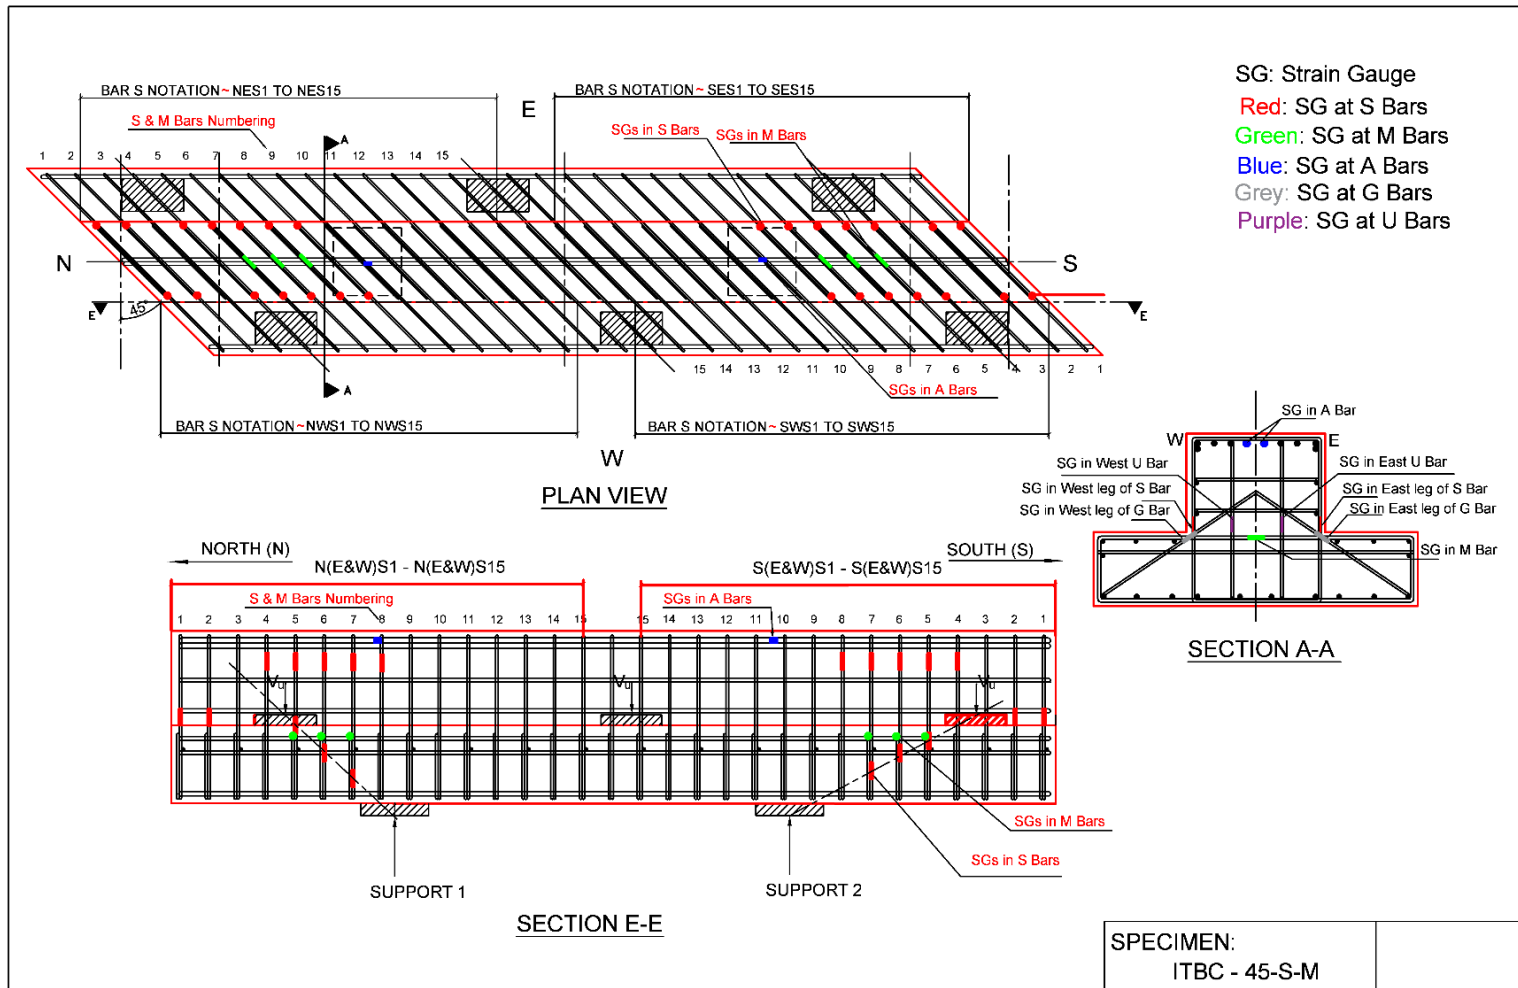 BAR S NOTATION~ NES1 TO NES15
E
BAR S NOTATION~ SES1 TO SES15
SG: Strain Gauge
Red: SG at S Bars
Green: SG at M Bars
Blue: SG at A Bars
Grey: SG at G Bars
Purple: SG at U Bars
S & M Bars Numbering
A
SGs in S Bars
SGs in M Bars
1 2 3 4 5 6 7 8 9 10 11 12 13 14 15
N
S
E
45°
E
15 14 13 12 11 10 9 8 7 6 5 4 3 2 1
A
SGs in A Bars
BAR S NOTATION~NWS1 TO NWS15
BAR S NOTATION~ SWS1 TO SWS15
W
PLAN VIEW
SG in A Bar
W
E
SG in West U Bar
SG in East U Bar
SG in West leg of S Bar
SG in East leg of S Bar
SG in West leg of G Bar
SG in East leg of G Bar
SG in M Bar
SECTION A-A
NORTH (N)
SOUTH (S)
N(E&W)S1 - N(E&W)S15
S(E&W)S1 - S(E&W)S15
S & M Bars Numbering
SGs in A Bars
1 2 3 4 5 6 7 8 9 10 11 12 13 14 15 15 14 13 12 11 10 9 8 7 6 5 4 3 2 1
Vu
Vu
Vu
SGs in M Bars
SGs in S Bars
SUPPORT 1
SUPPORT 2
SECTION E-E
SPECIMEN:
ITBC - 45-S-M